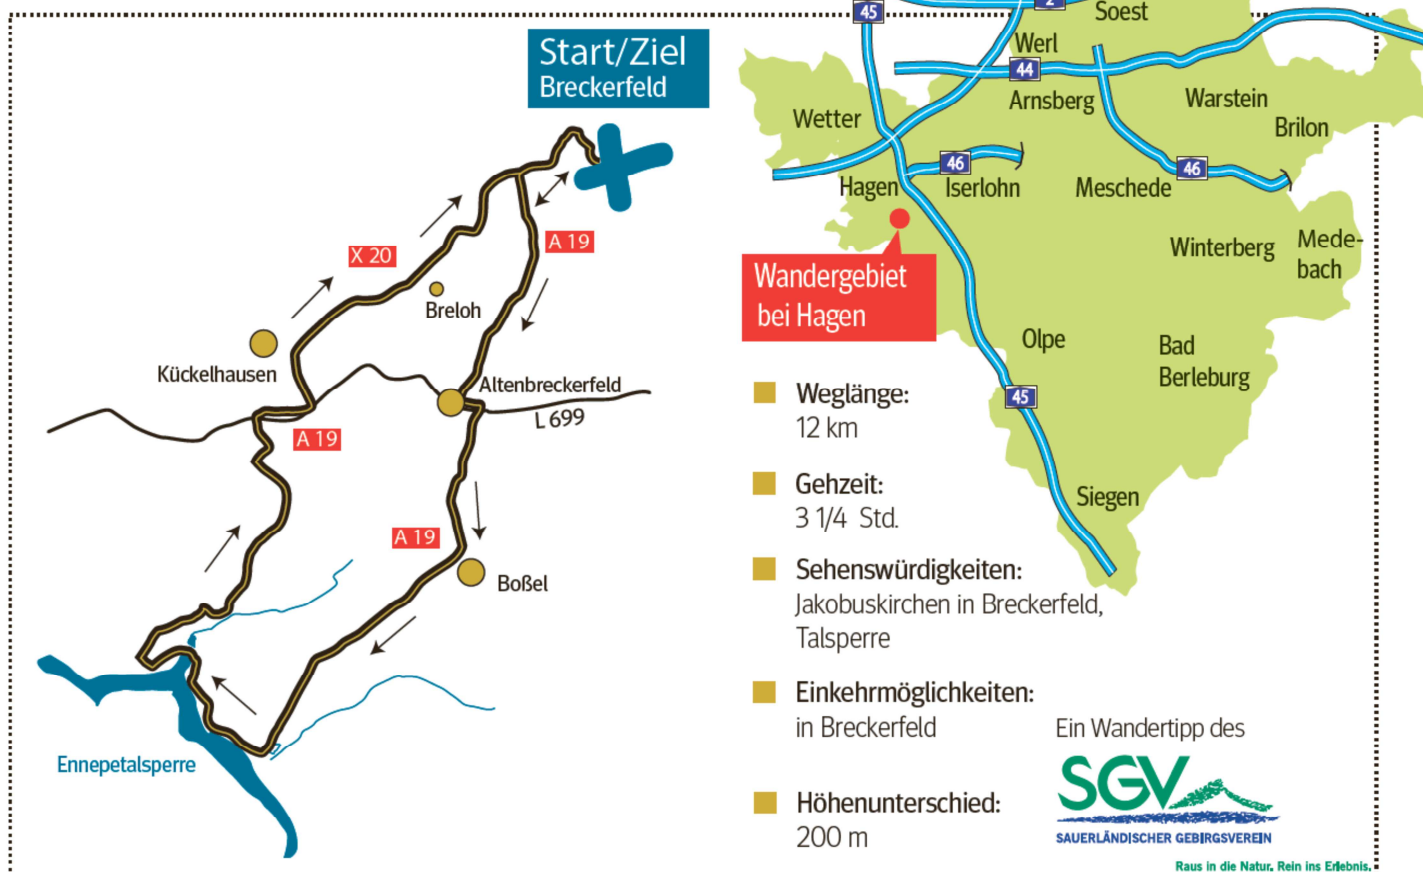 Start/Ziel
Breckerfeld
X 20
A 19
Breloh
Kückelhausen
Altenbreckerfeld
L 699
A 19
A 19
Boßel
Ennepetalsperre
45
2
Soest
Werl
44
Arnsberg
Warstein
Brilon
Wetter
46
46
Hagen
Iserlohn
Meschede
Winterberg
Mede-
bach
Wandergebiet
bei Hagen
Olpe
Bad
Berleburg
45
Siegen
Weglänge:
12 km
Gehzeit:
3 1/4 Std.
Sehenswürdigkeiten:
Jakobuskirchen in Breckerfeld,
Talsperre
Einkehrmöglichkeiten:
in Breckerfeld
Höhenunterschied:
200 m
Ein Wandertipp des
SGV
SAUERLÄNDISCHER GEBIRGSVEREIN
Raus in die Natur. Rein ins Erlebnis.